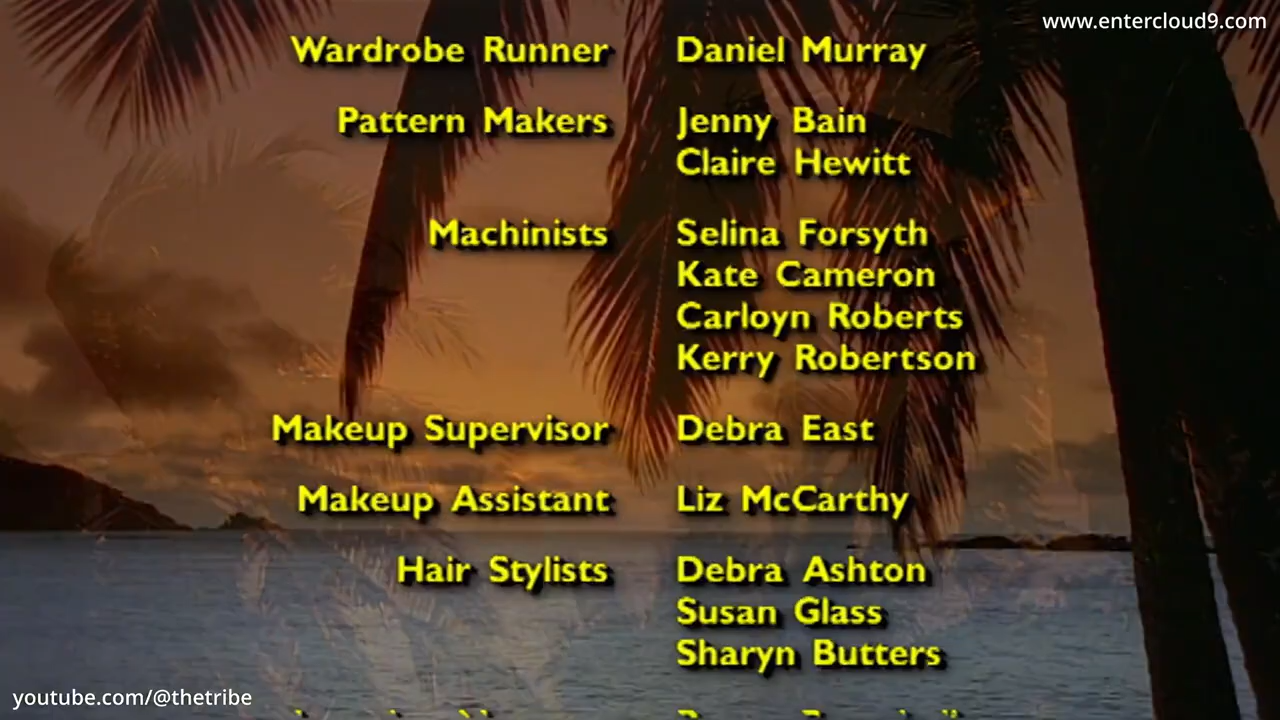 www.entercloud9.com
Wardrobe Runner Daniel Murray
Pattern Makers Jenny Bain
Claire Hewitt
Machinists Selina Forsyth
Kate Cameron
Carloyn Roberts
Kerry Robertson
Makeup Supervisor Debra East
Makeup Assistant Liz McCarthy
Hair Stylists Debra Ashton
Susan Glass
Sharyn Butters
youtube.com/@thetribe